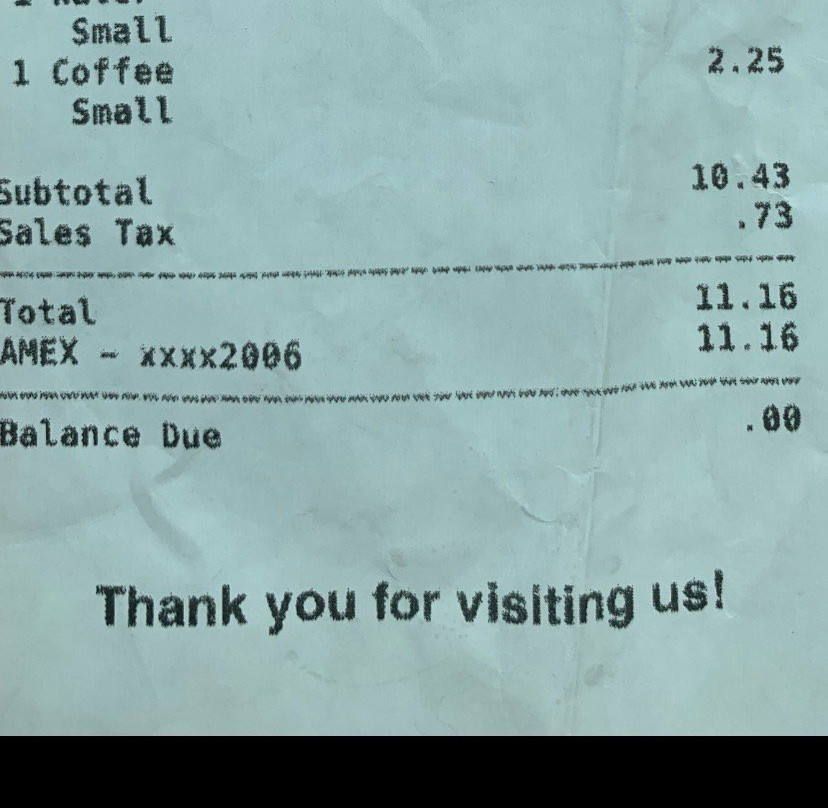 1
Small
1 Coffee 2.25
Small
Subtotal 10.43
Sales Tax .73
Total 11.16
AMEX - xxxx2006 11.16
Balance Due .00
Thank you for visiting us!